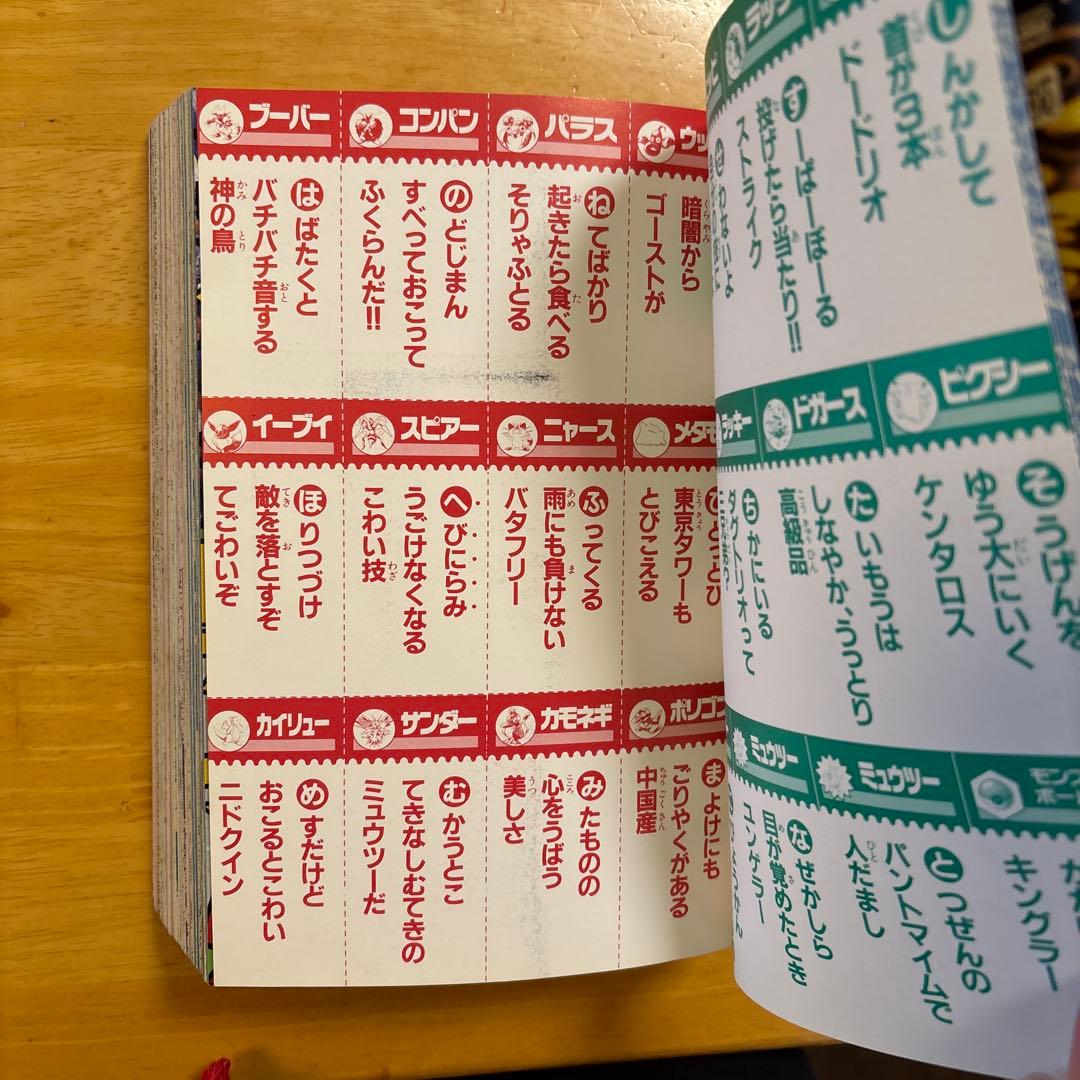 しんかして
首が3本
ドードリオ
すーぱーぼーる
投げたら当たり!!
ストライク
ピクシー
そうげんを
ゆう大にいく
ケンタロス
ドガース
たいもうは
しなやか、うっとり
高級品
ラッキー
ちかにいる
ダグトリオって
キングラー
ミュウツー
とつぜんの
パントマイムで
人だまし
ミュウツー
なぜかしら
目が覚めたとき
ユンゲラー
暗闇から
ゴーストが
パラス
ねてばかり
起きたら食べる
そりゃふとる
コンパン
のどじまん
すべっておこって
ふくらんだ!!
ブーバー
はばたくと
バチバチ音する
神の鳥
ひとっとび
東京タワーも
とびこえる
ニャース
ふってくる
雨にも負けない
バタフリー
スピアー
へびにらみ
うごけなくなる
こわい技
イーブイ
ほりつづけ
敵を落とすぞ
てごわいぞ
まよけにも
ごりやくがある
中国産
カモネギ
みたものの
心をうばう
美しさ
サンダー
むかうとこ
てきなしむてきの
ミュウツーだ
カイリュー
めすだけど
おこるとこわい
ニドクイン